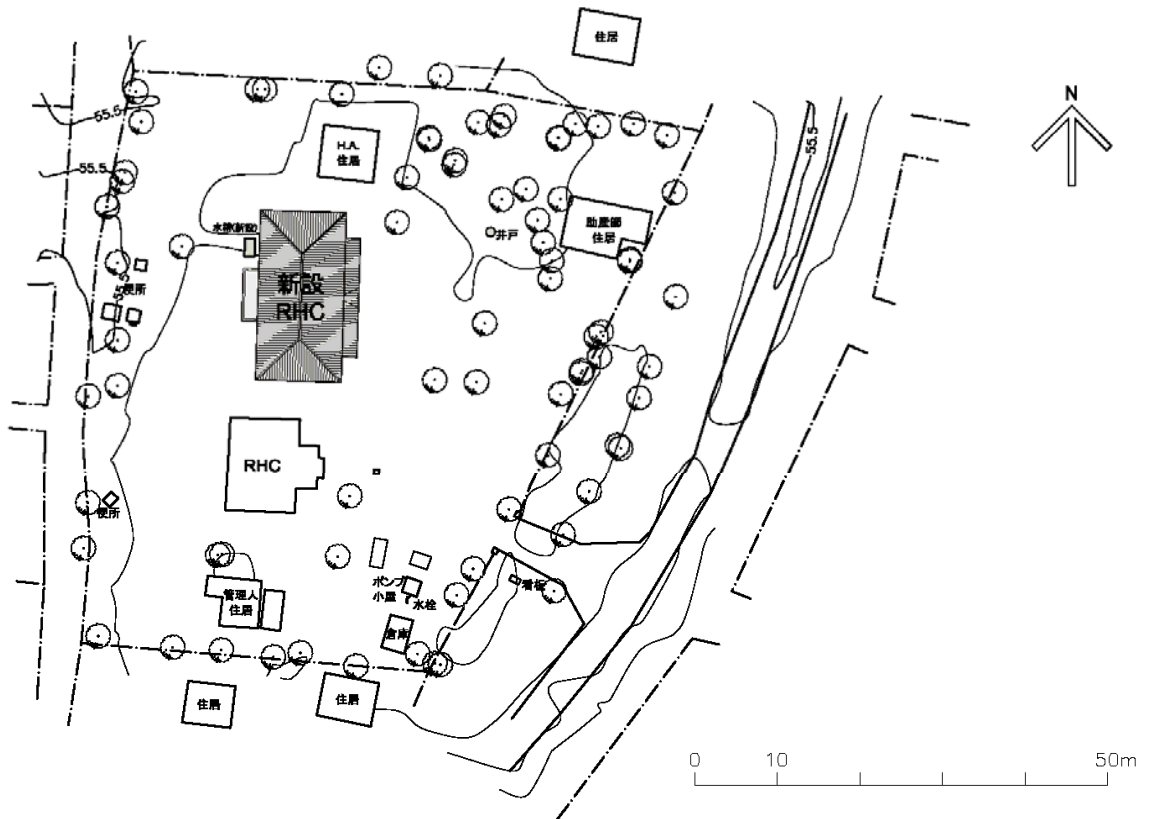 住居
N
55.5
55.5
55.5
H.A.
住居
助産師
住居
水槽(新設)
井戸
新設
RHC
55.5
便所
RHC
便所
ポンプ
小屋
水栓
看板
管理人
住居
倉庫
住居
住居
0 10 50m